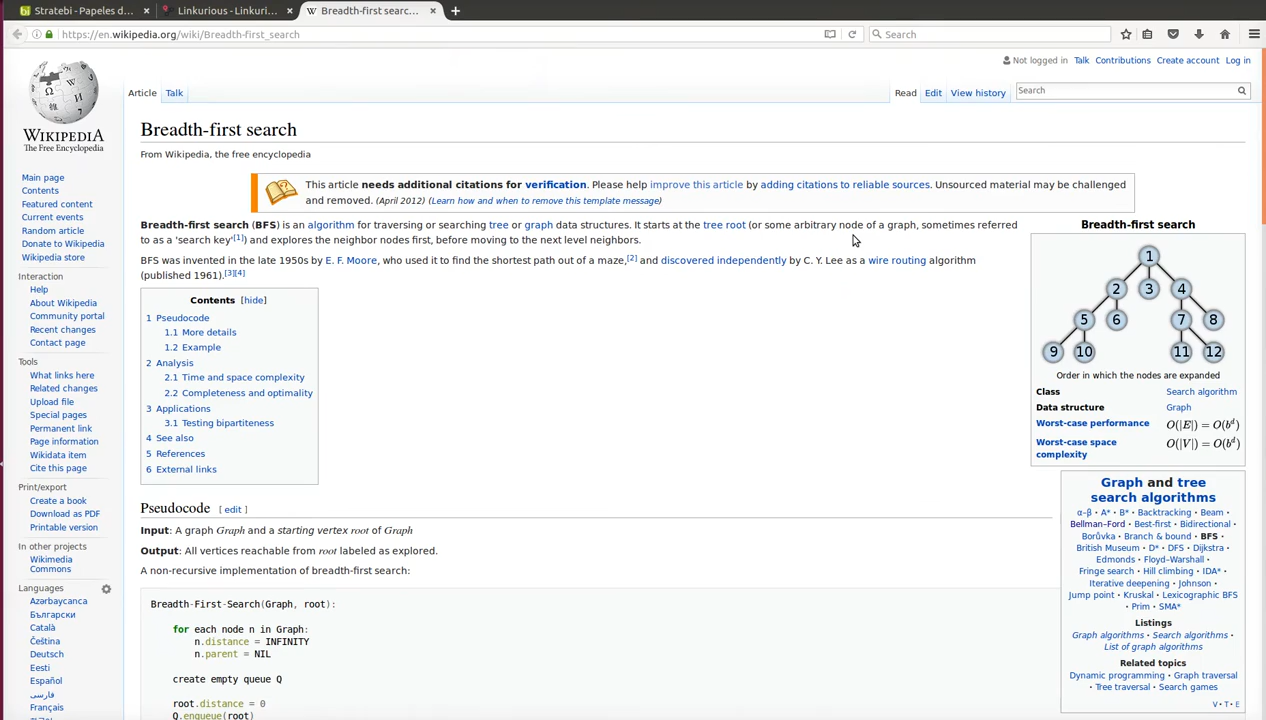 Stratebi - Papeles d... ×
Linkurious - Linkuri... ×
W Breadth-first searc... ×
+
https://en.wikipedia.org/wiki/Breadth-first_search
Search
Not logged in Talk Contributions Create account Log in
Article Talk
Read Edit View history
Search
WIKIPEDIA
The Free Encyclopedia
Main page
Contents
Featured content
Current events
Random article
Donate to Wikipedia
Wikipedia store
Interaction
Help
About Wikipedia
Community portal
Recent changes
Contact page
Tools
What links here
Related changes
Upload file
Special pages
Permanent link
Page information
Wikidata item
Cite this page
Print/export
Create a book
Download as PDF
Printable version
In other projects
Wikimedia
Commons
Languages
Azərbaycanca
Български
Català
Čeština
Deutsch
Eesti
Español
فارسی
Français
Breadth-first search
From Wikipedia, the free encyclopedia
This article needs additional citations for verification. Please help improve this article by adding citations to reliable sources. Unsourced material may be challenged
and removed. (April 2012) (Learn how and when to remove this template message)
Breadth-first search (BFS) is an algorithm for traversing or searching tree or graph data structures. It starts at the tree root (or some arbitrary node of a graph, sometimes referred
to as a 'search key'[1]) and explores the neighbor nodes first, before moving to the next level neighbors.
BFS was invented in the late 1950s by E. F. Moore, who used it to find the shortest path out of a maze,[2] and discovered independently by C. Y. Lee as a wire routing algorithm
(published 1961).[3][4]
Contents [hide]
1 Pseudocode
1.1 More details
1.2 Example
2 Analysis
2.1 Time and space complexity
2.2 Completeness and optimality
3 Applications
3.1 Testing bipartiteness
4 See also
5 References
6 External links
Pseudocode [ edit ]
Input: A graph Graph and a starting vertex root of Graph
Output: All vertices reachable from root labeled as explored.
A non-recursive implementation of breadth-first search:
Breadth-First-Search(Graph, root):
for each node n in Graph:
n.distance = INFINITY
n.parent = NIL
create empty queue Q
root.distance = 0
Q.enqueue(root)
Breadth-first search
1
2 3 4
5 6 7 8
9 10 11 12
Order in which the nodes are expanded
Class Search algorithm
Data structure Graph
Worst-case performance O(|E|) = O(b^d)
Worst-case space O(|V|) = O(b^d)
complexity
Graph and tree
search algorithms
α–β • A* • B* • Backtracking • Beam •
Bellman–Ford • Best-first • Bidirectional •
Borůvka • Branch & bound • BFS •
British Museum • D* • DFS • Dijkstra •
Edmonds • Floyd–Warshall •
Fringe search • Hill climbing • IDA* •
Iterative deepening • Johnson •
Jump point • Kruskal • Lexicographic BFS
• Prim • SMA*
Listings
Graph algorithms • Search algorithms •
List of graph algorithms
Related topics
Dynamic programming • Graph traversal
• Tree traversal • Search games
V • T • E